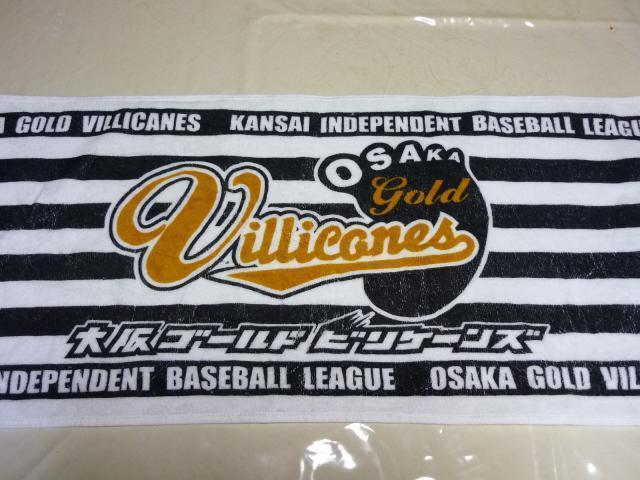 A GOLD VILLICANES KANSAI INDEPENDENT BASEBALL LEAGUE
OSAKA
Gold
Villicanes
大阪ゴールドビリケーンズ
INDEPENDENT BASEBALL LEAGUE OSAKA GOLD VIL